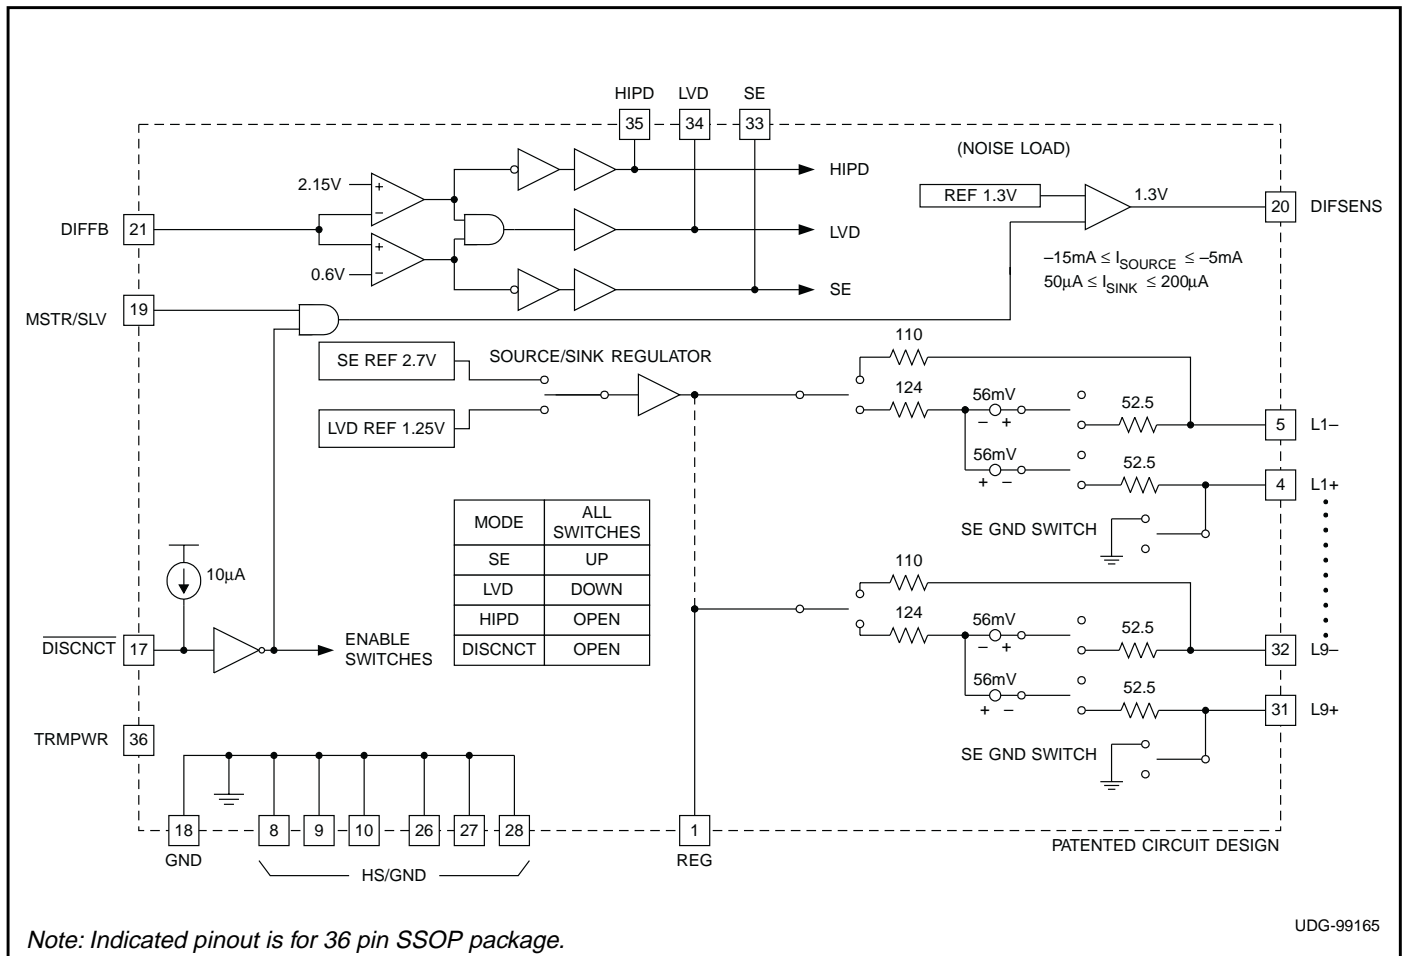 HIPD LVD SE
35 34 33
(NOISE LOAD)
HIPD
2.15V
+
−
REF 1.3V
1.3V
20 DIFSENS
DIFFB 21
LVD
+
−
0.6V
–15mA ≤ ISOURCE ≤ –5mA
50µA ≤ ISINK ≤ 200µA
SE
MSTR/SLV 19
SE REF 2.7V
SOURCE/SINK REGULATOR
LVD REF 1.25V
110
124
56mV
− +
52.5
5 L1–
56mV
+ −
52.5
4 L1+
SE GND SWITCH
MODE ALL SWITCHES
SE UP
LVD DOWN
HIPD OPEN
DISCNCT OPEN
10µA
DISCNCT 17
ENABLE
SWITCHES
110
124
56mV
− +
52.5
32 L9–
56mV
+ −
52.5
31 L9+
SE GND SWITCH
TRMPWR 36
18 8 9 10 26 27 28 1
GND
HS/GND
REG
PATENTED CIRCUIT DESIGN
UDG-99165
Note: Indicated pinout is for 36 pin SSOP package.